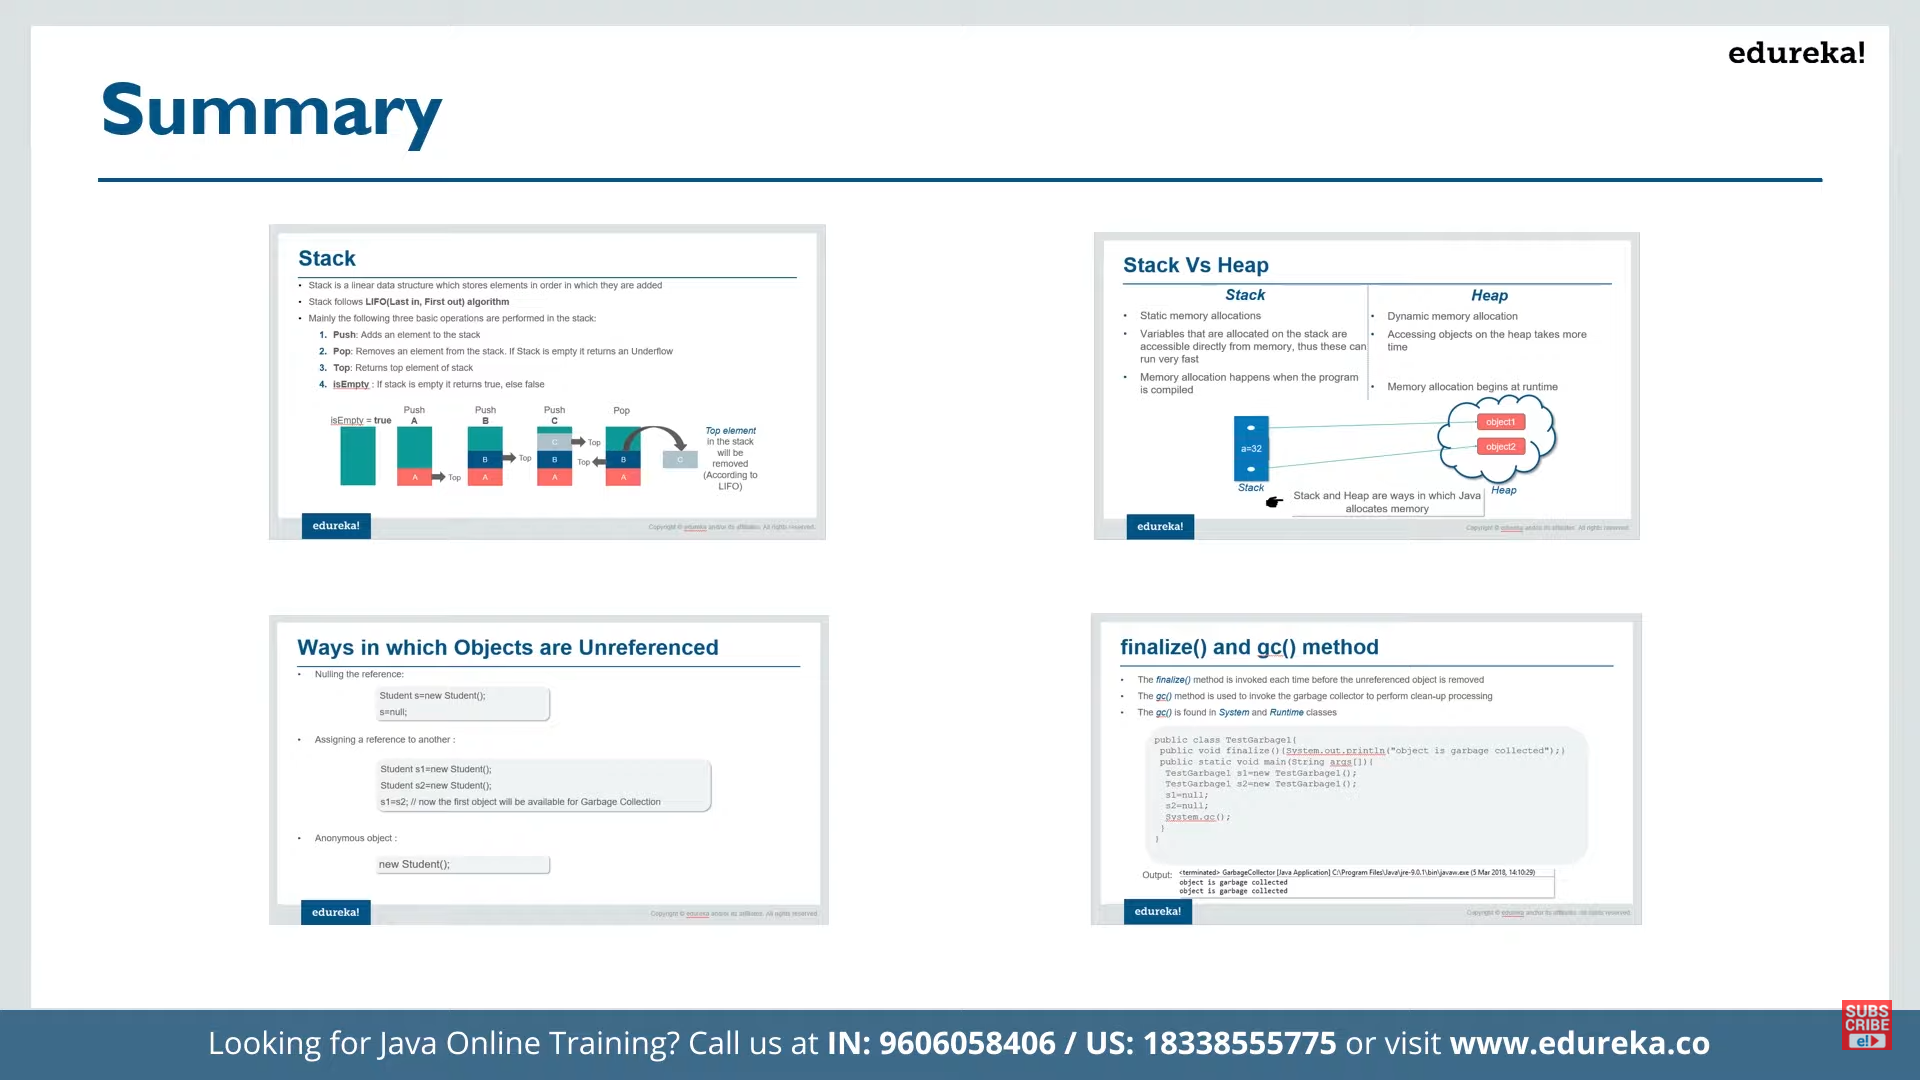 edureka!
Summary
Stack
• Stack is a linear data structure which stores elements in order in which they are added
• Stack follows LIFO(Last in, First out) algorithm
• Mainly the following three basic operations are performed in the stack:
1. Push: Adds an element to the stack
2. Pop: Removes an element from the stack. If Stack is empty it returns an Underflow
3. Top: Returns top element of stack
4. isEmpty : If stack is empty it returns true, else false
isEmpty = true
Push
A
Push
B
Push
C
Pop
A
Top
B
A
Top
C
B
A
Top
Top
B
A
C
Top element
in the stack
will be
removed
(According to
LIFO)
edureka!
Copyright © edureka and/or its affiliates. All rights reserved.
Stack Vs Heap
Stack
• Static memory allocations
• Variables that are allocated on the stack are
accessible directly from memory, thus these can
run very fast
• Memory allocation happens when the program
is compiled
Heap
• Dynamic memory allocation
• Accessing objects on the heap takes more
time
• Memory allocation begins at runtime
a=32
Stack
object1
object2
Heap
Stack and Heap are ways in which Java
allocates memory
edureka!
Copyright © edureka and/or its affiliates. All rights reserved.
Ways in which Objects are Unreferenced
• Nulling the reference:
Student s=new Student();
s=null;
• Assigning a reference to another :
Student s1=new Student();
Student s2=new Student();
s1=s2; // now the first object will be available for Garbage Collection
• Anonymous object :
new Student();
edureka!
Copyright © edureka and/or its affiliates. All rights reserved.
finalize() and gc() method
• The finalize() method is invoked each time before the unreferenced object is removed
• The gc() method is used to invoke the garbage collector to perform clean-up processing
• The gc() is found in System and Runtime classes
public class TestGarbage1{
public void finalize(){System.out.println("object is garbage collected");}
public static void main(String args[]){
TestGarbage1 s1=new TestGarbage1();
TestGarbage1 s2=new TestGarbage1();
s1=null;
s2=null;
System.gc();
}
}
Output:
<terminated> GarbageCollector [Java Application] C:\Program Files\Java\jre-9.0.1\bin\javaw.exe (5 Mar 2018, 14:10:29)
object is garbage collected
object is garbage collected
edureka!
Copyright © edureka and/or its affiliates. All rights reserved.
Looking for Java Online Training? Call us at IN: 9606058406 / US: 18338555775 or visit www.edureka.co
SUBS
CRIBE
e!